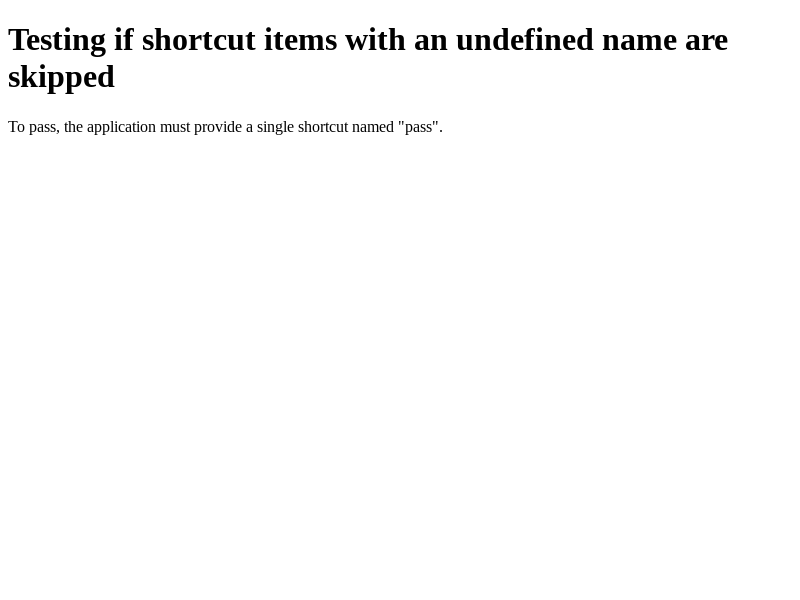 Testing if shortcut items with an undefined name are
skipped
To pass, the application must provide a single shortcut named "pass".